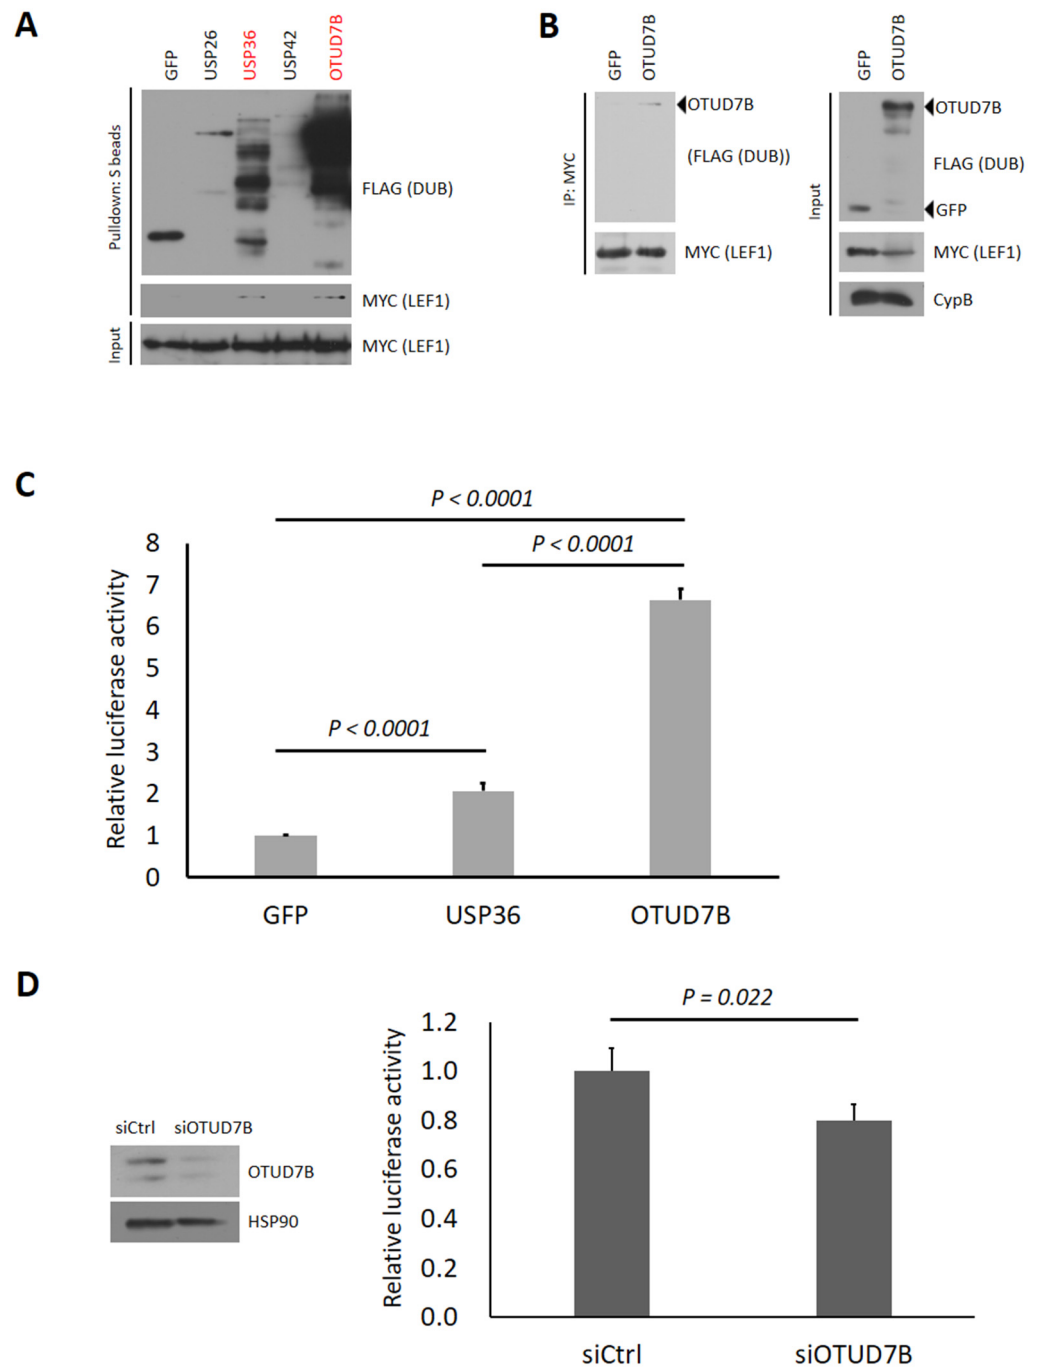 A
GFP
USP26
USP36
USP42
OTUD7B
Pulldown: S beads
FLAG (DUB)
MYC (LEF1)
Input
MYC (LEF1)
B
GFP
OTUD7B
IP: MYC
OTUD7B
(FLAG (DUB))
MYC (LEF1)
GFP
OTUD7B
Input
OTUD7B
FLAG (DUB)
GFP
MYC (LEF1)
CypB
C
P < 0.0001
P < 0.0001
P < 0.0001
Relative luciferase activity
8
7
6
5
4
3
2
1
0
GFP
USP36
OTUD7B
D
siCtrl siOTUD7B
OTUD7B
HSP90
P = 0.022
Relative luciferase activity
1.2
1.0
0.8
0.6
0.4
0.2
0.0
siCtrl
siOTUD7B